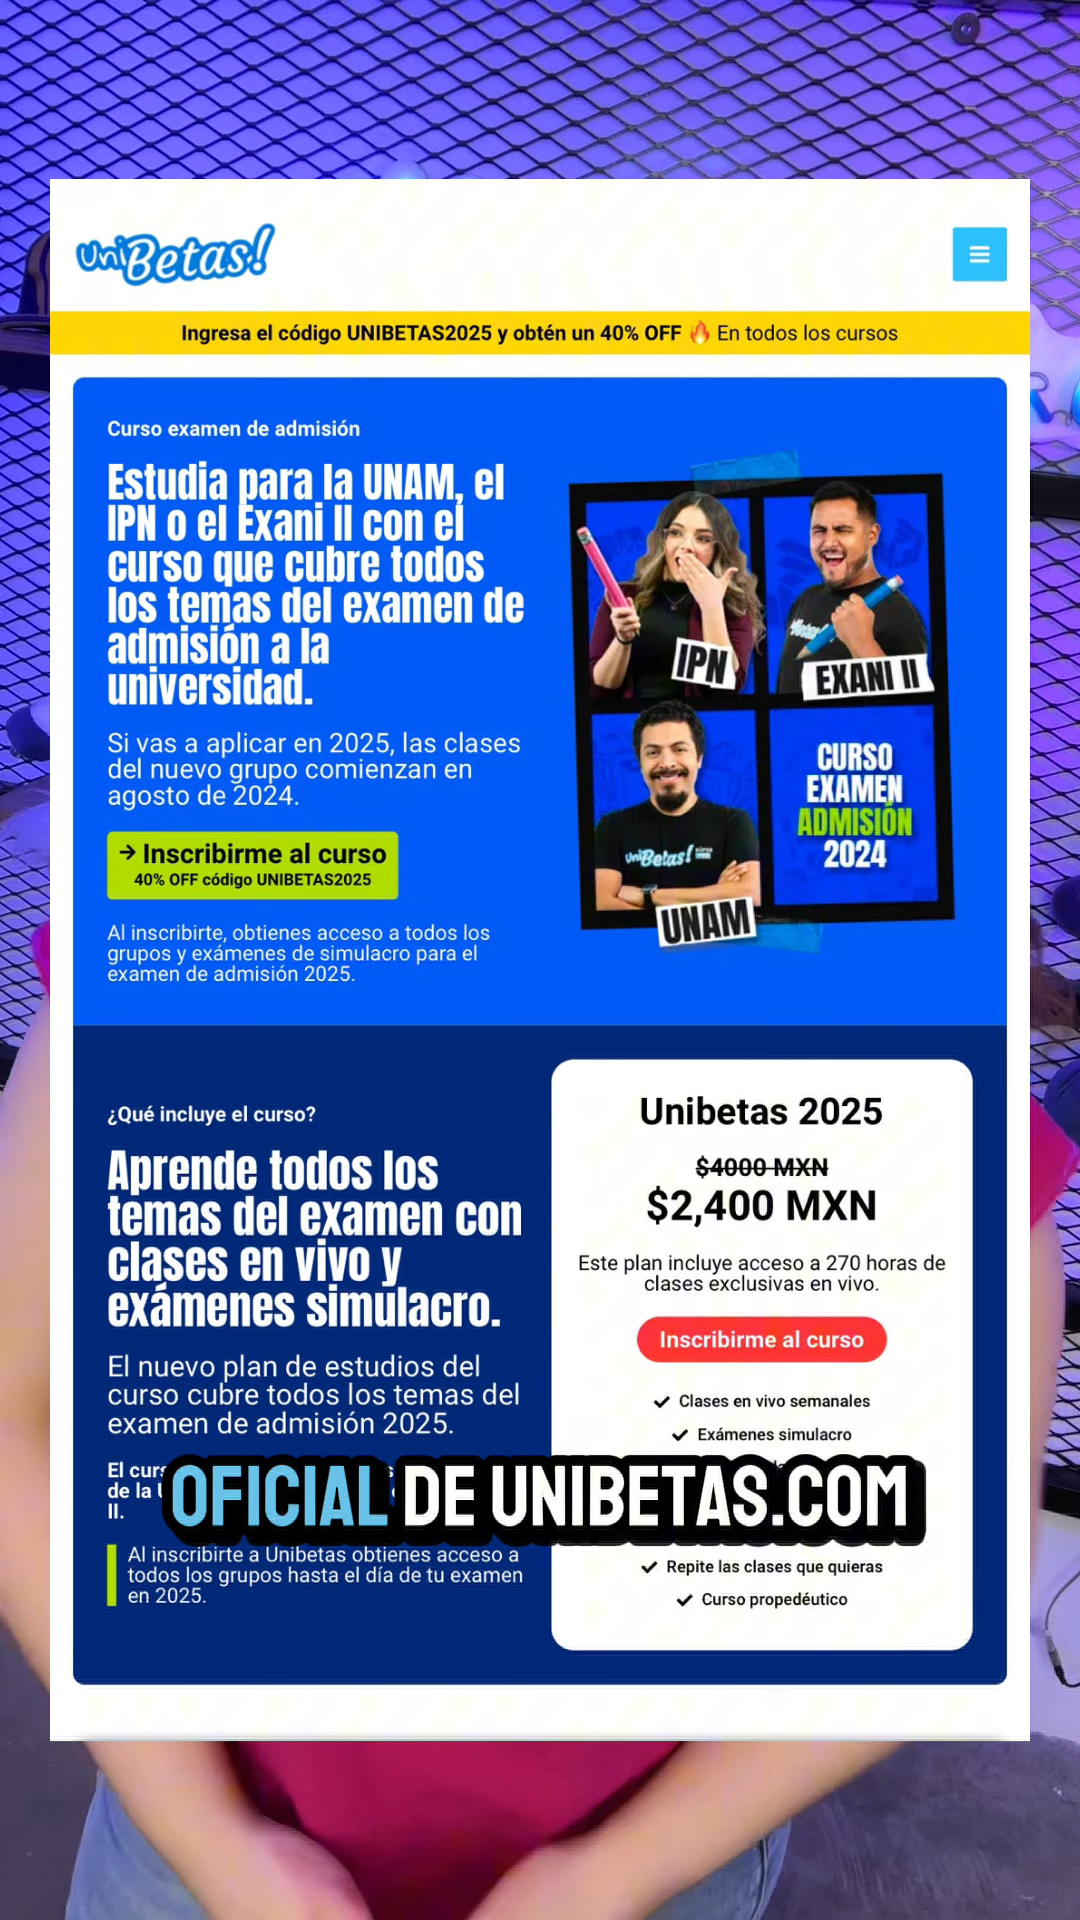 UniBetas!
Ingresa el código UNIBETAS2025 y obtén un 40% OFF 🔥 En todos los cursos
Curso examen de admisión
Estudia para la UNAM, el
IPN o el Exani II con el
curso que cubre todos
los temas del examen de
admisión a la
universidad.
Si vas a aplicar en 2025, las clases
del nuevo grupo comienzan en
agosto de 2024.
→ Inscribirme al curso
40% OFF código UNIBETAS2025
Al inscribirte, obtienes acceso a todos los
grupos y exámenes de simulacro para el
examen de admisión 2025.
IPN
EXANI II
UniBetas!
UNAM
CURSO
EXAMEN
ADMISIÓN
2024
¿Qué incluye el curso?
Aprende todos los
temas del examen con
clases en vivo y
exámenes simulacro.
El nuevo plan de estudios del
curso cubre todos los temas del
examen de admisión 2025.
El
de la
II.
Al inscribirte a Unibetas obtienes acceso a
todos los grupos hasta el día de tu examen
en 2025.
Unibetas 2025
$4000 MXN
$2,400 MXN
Este plan incluye acceso a 270 horas de
clases exclusivas en vivo.
Inscribirme al curso
✓ Clases en vivo semanales
✓ Exámenes simulacro
✓ Repite las clases que quieras
✓ Curso propedéutico
OFICIAL DE UNIBETAS.COM